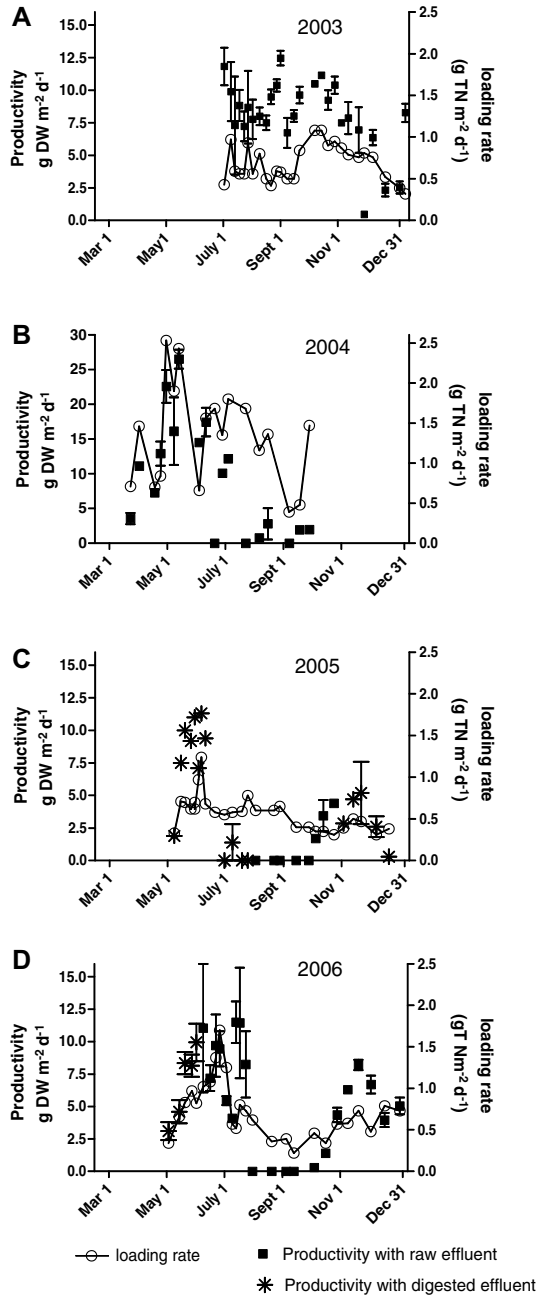 A
2003
Productivity
g DW m-2 d-1
15.0
12.5
10.0
7.5
5.0
2.5
0.0
2.5
2.0
1.5
1.0
0.5
0.0
loading rate
(g TN m-2 d-1)
Mar 1
May1
July 1
Sept 1
Nov 1
Dec 31
B
2004
Productivity
g DW m-2 d-1
30
25
20
15
10
5
0
2.5
2.0
1.5
1.0
0.5
0.0
loading rate
(g TN m-2 d-1)
Mar 1
May 1
July 1
Sept 1
Nov 1
Dec 31
C
2005
Productivity
g DW m-2 d-1
15.0
12.5
10.0
7.5
5.0
2.5
0.0
2.5
2.0
1.5
1.0
0.5
0.0
loading rate
(g TN m-2 d-1)
Mar 1
May 1
July 1
Sept 1
Nov 1
Dec 31
D
2006
Productivity
g DW m-2 d-1
15.0
12.5
10.0
7.5
5.0
2.5
0.0
2.5
2.0
1.5
1.0
0.5
0.0
loading rate
(gT Nm-2 d-1)
Mar 1
May 1
July 1
Sept 1
Nov 1
Dec 31
loading rate
Productivity with raw effluent
Productivity with digested effluent